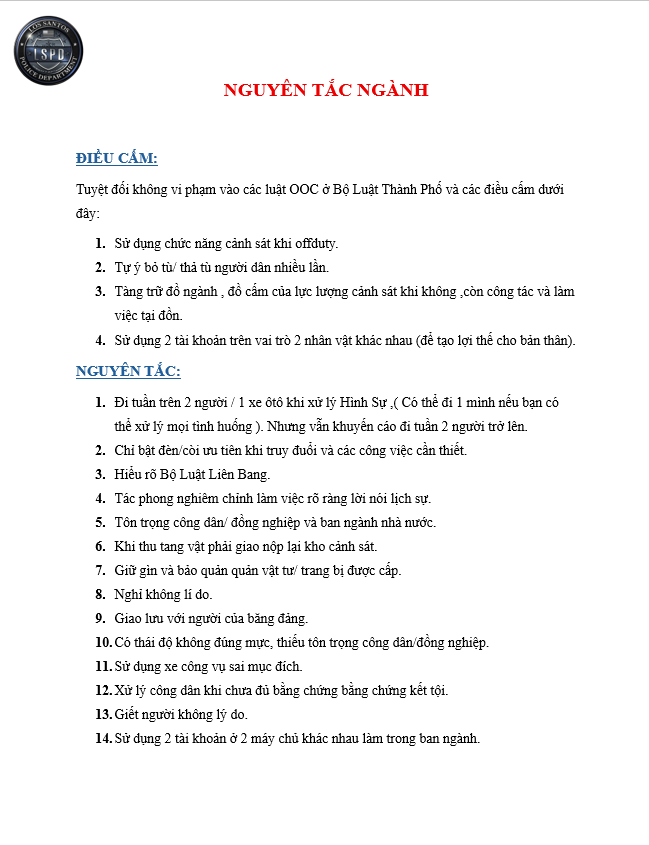 LOS SANTOS
LSPD
POLICE DEPARTMENT
NGUYÊN TẮC NGÀNH
ĐIỀU CẤM:
Tuyệt đối không vi phạm vào các luật OOC ở Bộ Luật Thành Phố và các điều cấm dưới
đây:
1. Sử dụng chức năng cảnh sát khi offduty.
2. Tự ý bỏ tù/ thả tù người dân nhiều lần.
3. Tàng trữ đồ ngành , đồ cấm của lực lượng cảnh sát khi không ,còn công tác và làm
việc tại đồn.
4. Sử dụng 2 tài khoản trên vai trò 2 nhân vật khác nhau (để tạo lợi thế cho bản thân).
NGUYÊN TẮC:
1. Đi tuần trên 2 người / 1 xe ôtô khi xử lý Hình Sự ,( Có thể đi 1 mình nếu bạn có
thể xử lý mọi tình huống ). Nhưng vẫn khuyến cáo đi tuần 2 người trở lên.
2. Chỉ bật đèn/còi ưu tiên khi truy đuổi và các công việc cần thiết.
3. Hiểu rõ Bộ Luật Liên Bang.
4. Tác phong nghiêm chỉnh làm việc rõ ràng lời nói lịch sự.
5. Tôn trọng công dân/ đồng nghiệp và ban ngành nhà nước.
6. Khi thu tang vật phải giao nộp lại kho cảnh sát.
7. Giữ gìn và bảo quản quản vật tư/ trang bị được cấp.
8. Nghỉ không lí do.
9. Giao lưu với người của băng đảng.
10. Có thái độ không đúng mực, thiếu tôn trọng công dân/đồng nghiệp.
11. Sử dụng xe công vụ sai mục đích.
12. Xử lý công dân khi chưa đủ bằng chứng bằng chứng kết tội.
13. Giết người không lý do.
14. Sử dụng 2 tài khoản ở 2 máy chủ khác nhau làm trong ban ngành.